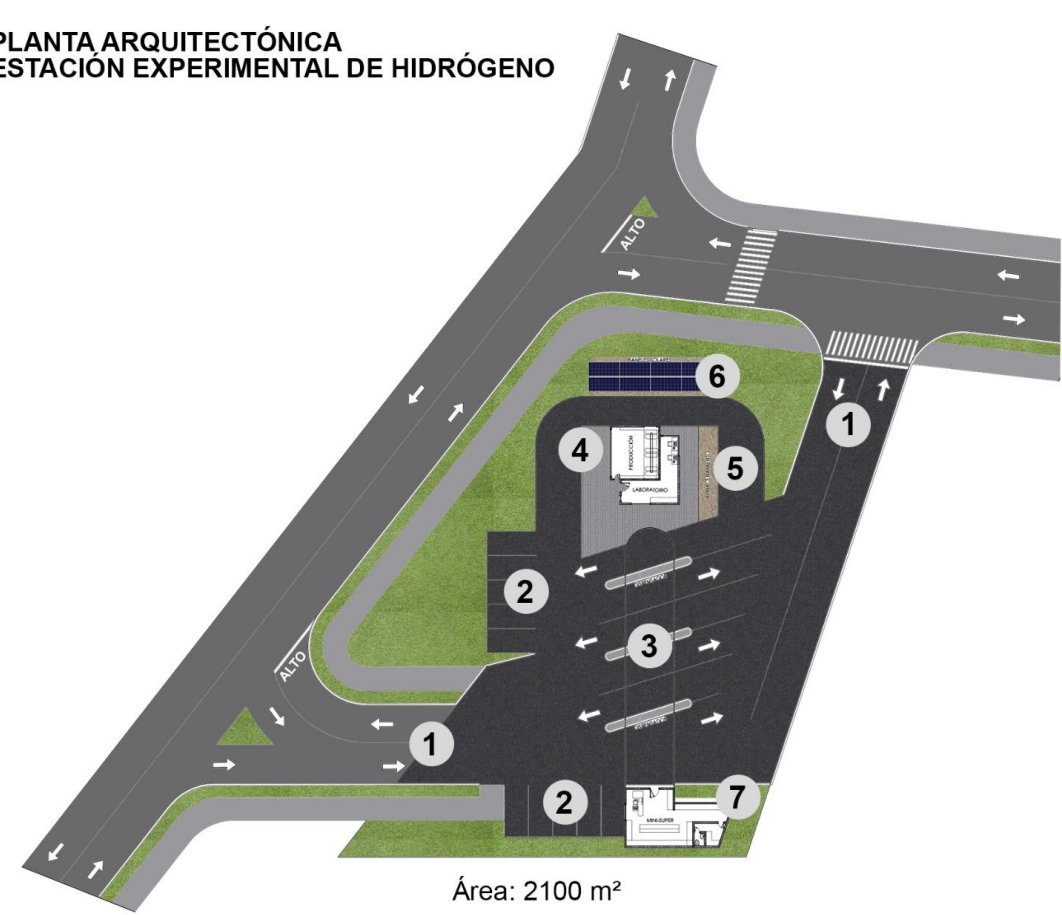 PLANTA ARQUITECTÓNICA
ESTACIÓN EXPERIMENTAL DE HIDRÓGENO
ALTO
6
1
4
PRODUCCIÓN
5
LABORATORIO
2
3
ALTO
1
2
MINI-SUPER
7
Área: 2100 m²